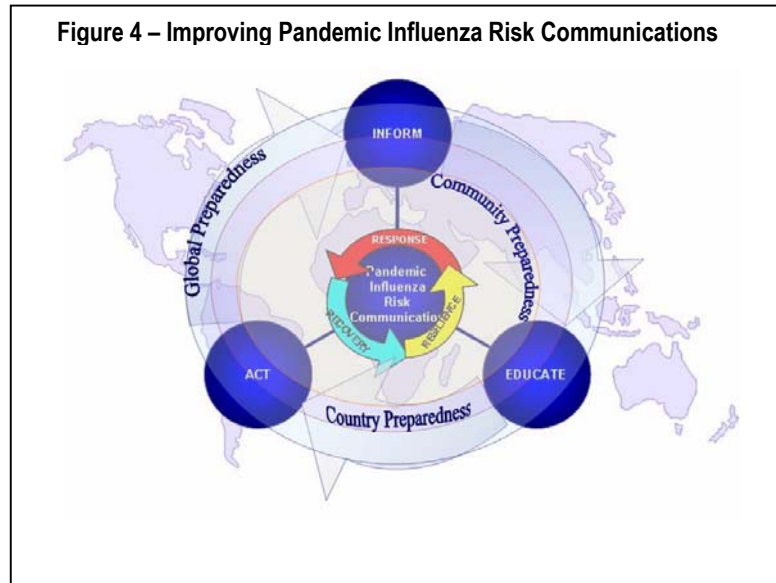 Figure 4 – Improving Pandemic Influenza Risk Communications
INFORM
Global Preparedness
Community Preparedness
RESPONSE
Pandemic
Influenza
Risk
Communicatio
RECOVERY
RESILIENCE
ACT
EDUCATE
Country Preparedness